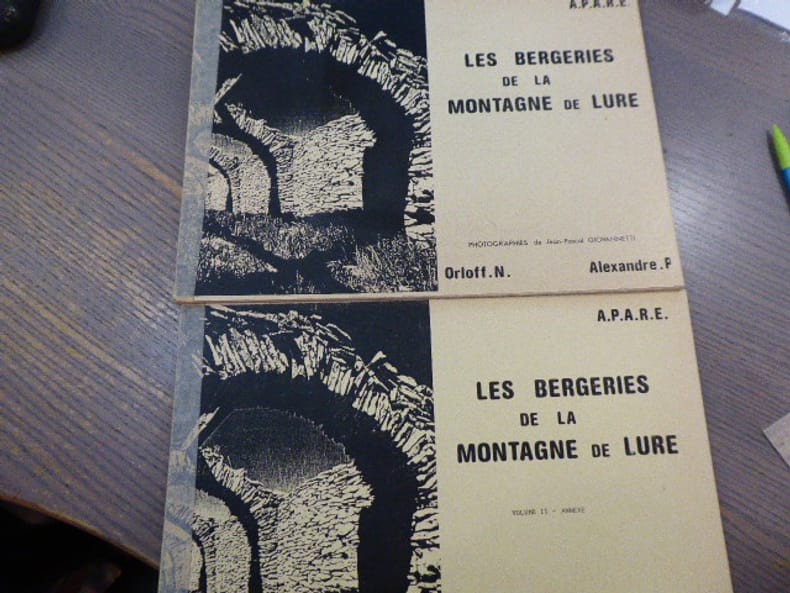 A.P.A.R.E.
LES BERGERIES
DE LA
MONTAGNE DE LURE
PHOTOGRAPHIES de Jean-Pascal GIOVANNETTI
Orloff.N. Alexandre.P
A.P.A.R.E.
LES BERGERIES
DE LA
MONTAGNE DE LURE
VOLUME II - ANNEXE